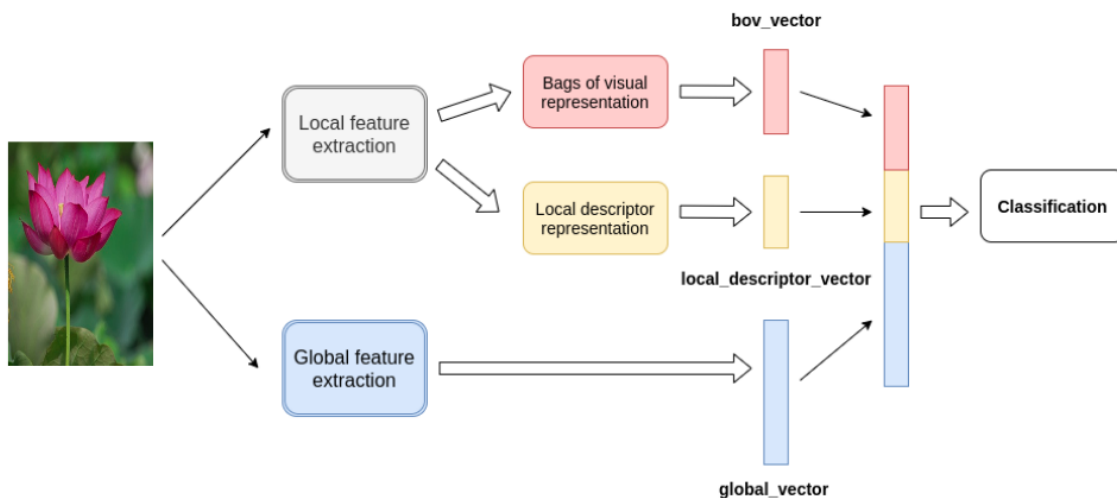 bov_vector
Bags of visual
representation
Local feature
extraction
Local descriptor
representation
Classification
local_descriptor_vector
Global feature
extraction
global_vector